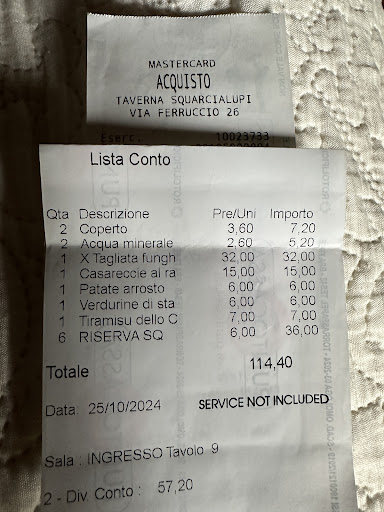 MASTERCARD
ACQUISTO
TAVERNA SQUARCIALUPI
VIA FERRUCCIO 26
Eserc. 10023733
Lista Conto
Qta Descrizione Pre/Uni Importo
2 Coperto 3,60 7,20
2 Acqua minerale 2,60 5,20
1 X Tagliata fungh 32,00 32,00
1 Casareccie ai ra 15,00 15,00
1 Patate arrosto 6,00 6,00
1 Verdurine di sta 6,00 6,00
1 Tiramisu dello C 7,00 7,00
6 RISERVA SQ 6,00 36,00
Totale 114,40
Data: 25/10/2024 SERVICE NOT INCLUDED
Sala : INGRESSO Tavolo 9
2 - Div. Conto : 57,20